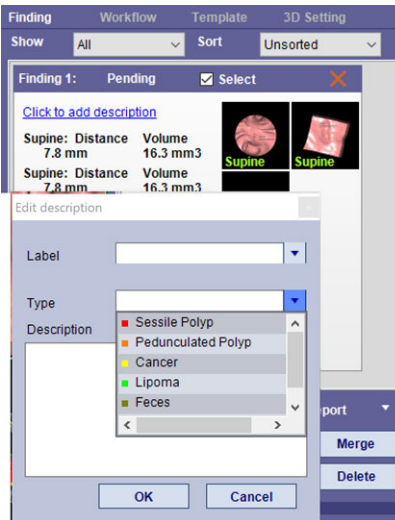 Finding Workflow Template 3D Setting
Show All Sort Unsorted
Finding 1: Pending Select
Click to add description
Supine: Distance Volume
7.8 mm 16.3 mm3
Supine Supine
Supine: Distance Volume
7.8 mm 16.3 mm3
Edit description
Label
Type
Sessile Polyp
Description
Pedunculated Polyp
Cancer
Lipoma
Feces
port
Merge
Delete
OK Cancel